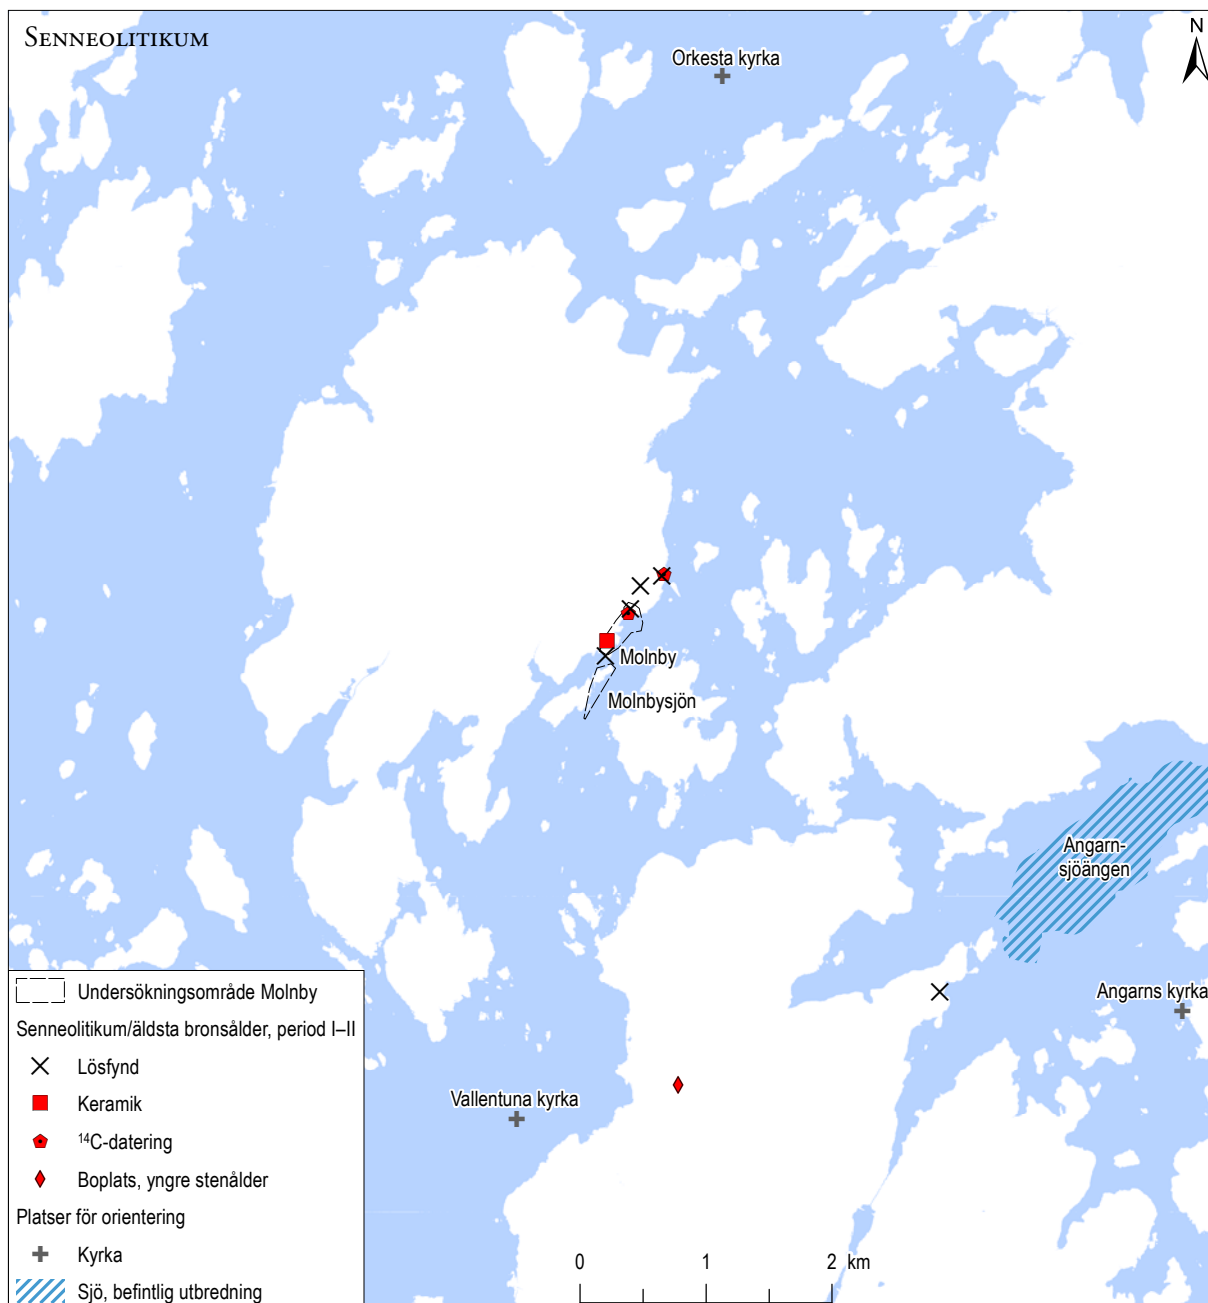 SENNEOLITIKUM
N
Orkesta kyrka
Molnby
Molnbysjön
Angarn-
sjöängen
Angarns kyrka
Vallentuna kyrka
Undersökningsområde Molnby
Senneolitikum/äldsta bronsålder, period I–II
Lösfynd
Keramik
¹⁴C-datering
Boplats, yngre stenålder
Platser för orientering
Kyrka
Sjö, befintlig utbredning
0 1 2 km